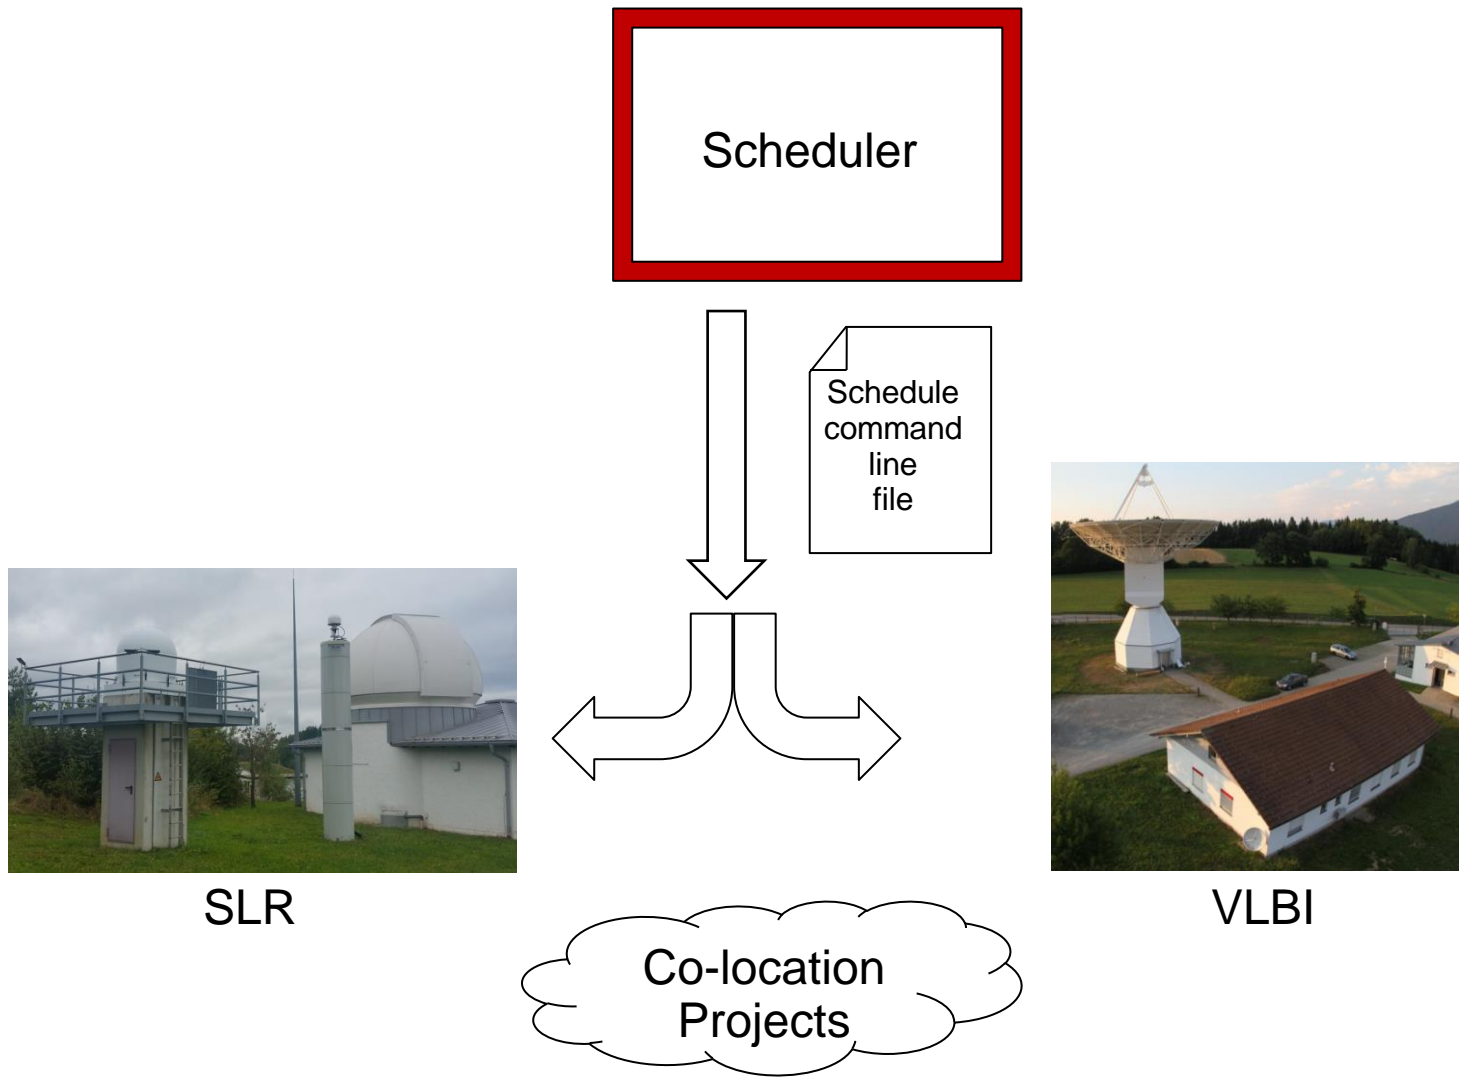 Scheduler
Schedule
command
line
file
SLR
VLBI
Co-location
Projects